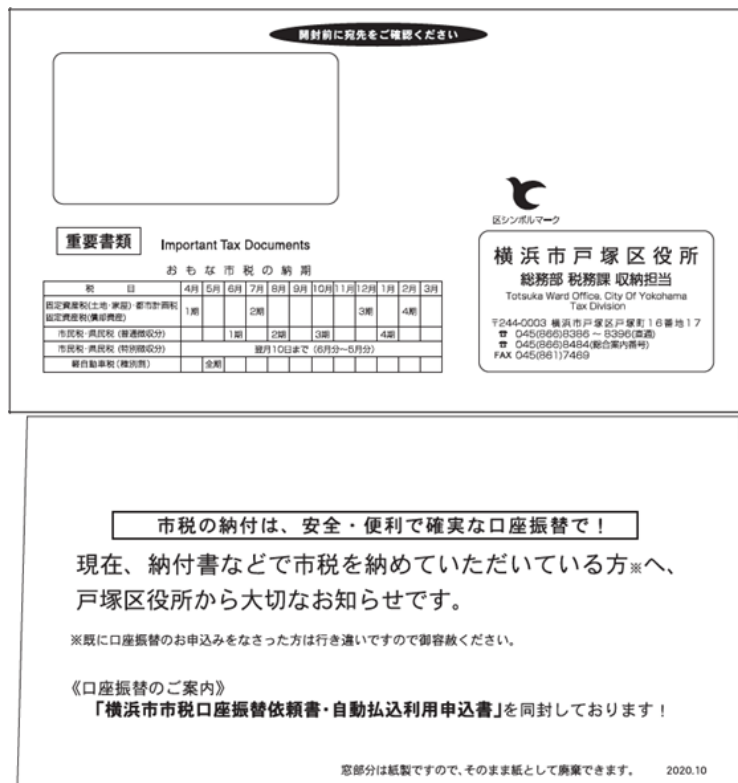 開封前に宛先をご確認ください
区シンボルマーク
重要書類 Important Tax Documents
おもな市税の納期
税 目 4月 5月 6月 7月 8月 9月 10月 11月 12月 1月 2月 3月
固定資産税(土地・家屋)・都市計画税
固定資産税(償却資産)
1期 2期 3期 4期
市民税・県民税(普通徴収分) 1期 2期 3期 4期
市民税・県民税(特別徴収分) 翌月10日まで(6月分~5月分)
軽自動車税(種別割) 全期
横浜市戸塚区役所
総務部 税務課 収納担当
Totsuka Ward Office, City Of Yokohama
Tax Division
〒244-0003 横浜市戸塚区戸塚町16番地17
☎ 045(866)8386 ~ 8396(直通)
☎ 045(866)8484(総合案内番号)
FAX 045(861)7469
市税の納付は、安全・便利で確実な口座振替で!
現在、納付書などで市税を納めていただいている方※へ、
戸塚区役所から大切なお知らせです。
※既に口座振替のお申込みをなさった方は行き違いですので御容赦ください。
《口座振替のご案内》
「横浜市市税口座振替依頼書・自動払込利用申込書」を同封しております!
窓部分は紙製ですので、そのまま紙として廃棄できます。 2020.10